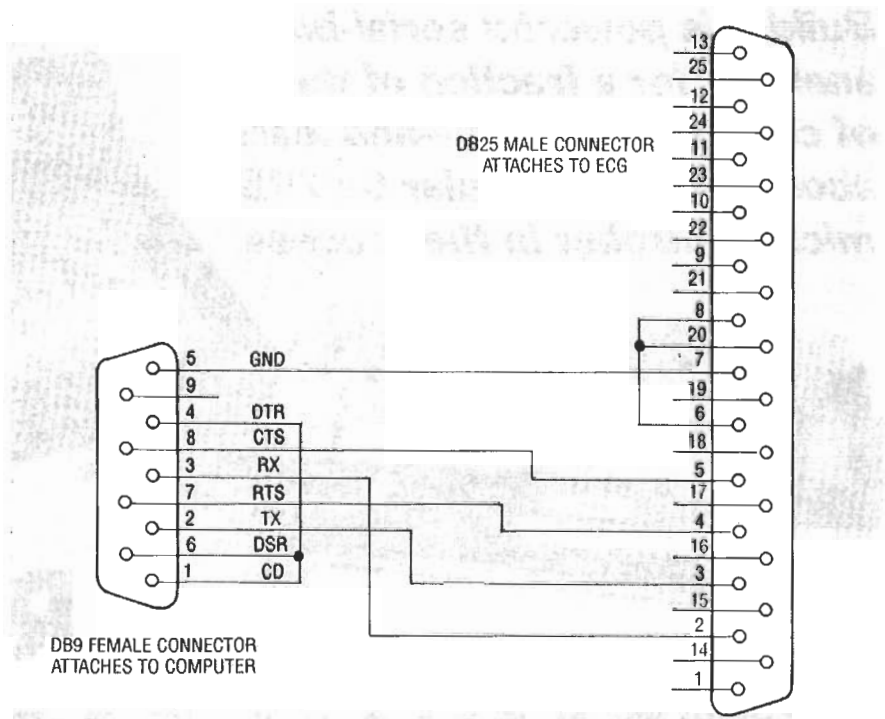 DB25 MALE CONNECTOR
ATTACHES TO ECG
13
25
12
24
11
23
10
22
9
21
8
20
7
19
6
18
5
17
4
16
3
15
2
14
1
5 GND
9
4 DTR
8 CTS
3 RX
7 RTS
2 TX
6 DSR
1 CD
DB9 FEMALE CONNECTOR
ATTACHES TO COMPUTER